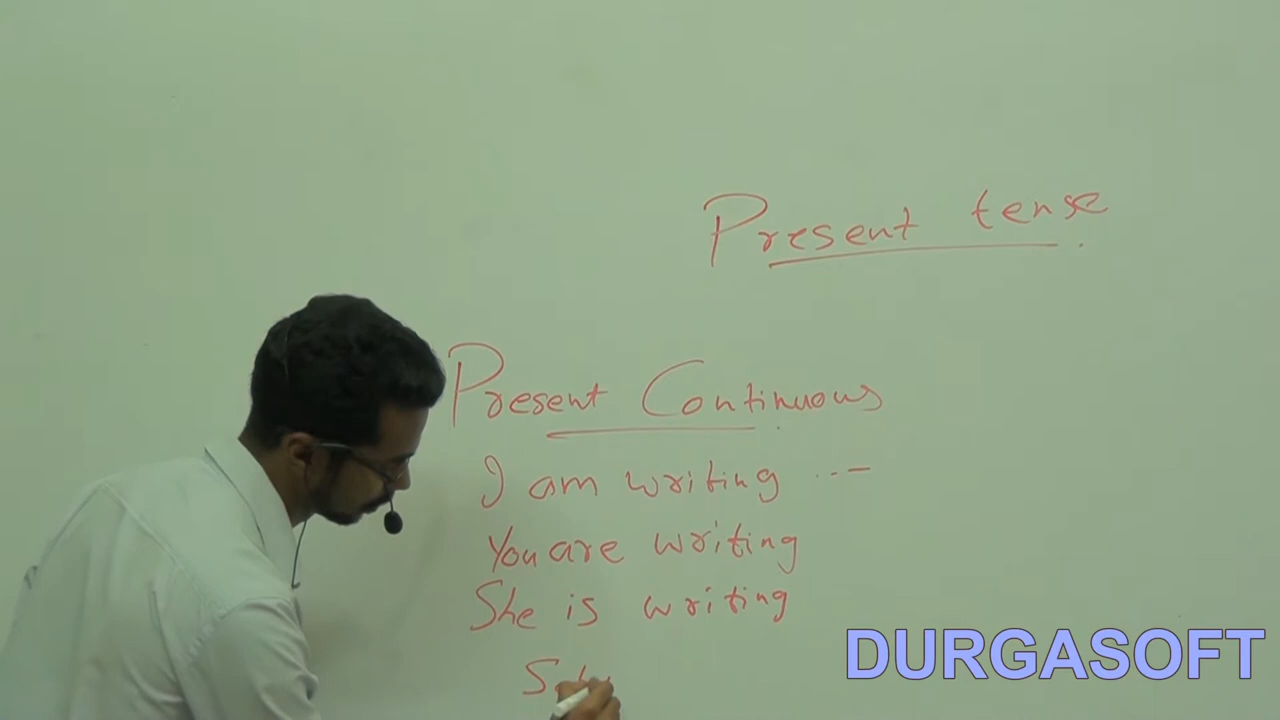 Present tense
Present Continuous
I am writing ...-
You are writing
She is writing
DURGASOFT